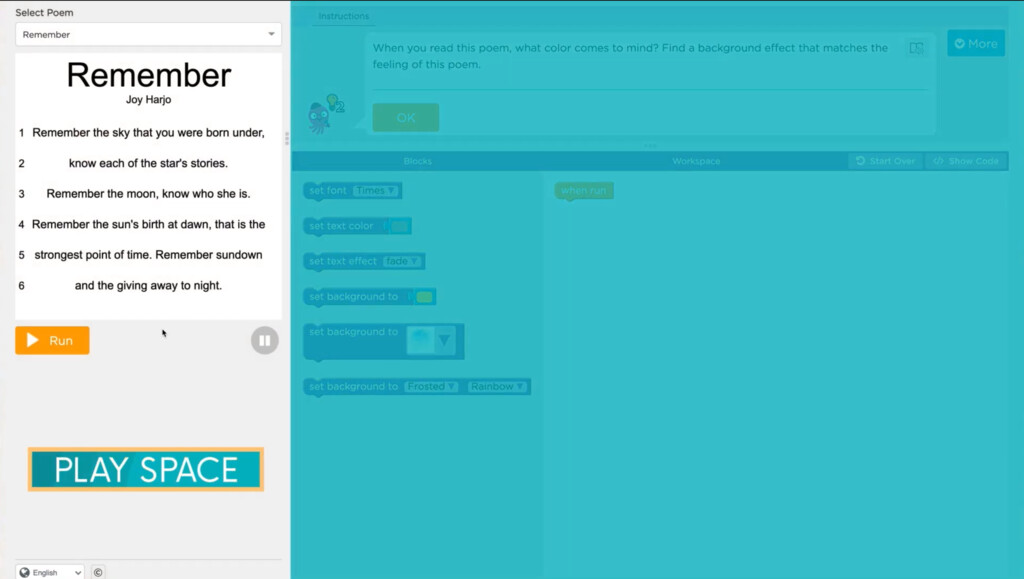 Select Poem
Remember
Remember
Joy Harjo
1 Remember the sky that you were born under,
2 know each of the star's stories.
3 Remember the moon, know who she is.
4 Remember the sun's birth at dawn, that is the
5 strongest point of time. Remember sundown
6 and the giving away to night.
Run
PLAY SPACE
English
©
Instructions
When you read this poem, what color comes to mind? Find a background effect that matches the
feeling of this poem.
OK
More
Blocks
Workspace
Start Over
Show Code
set font Times
set text color
set text effect fade
set background to
set background to
set background to Frosted Rainbow
when run